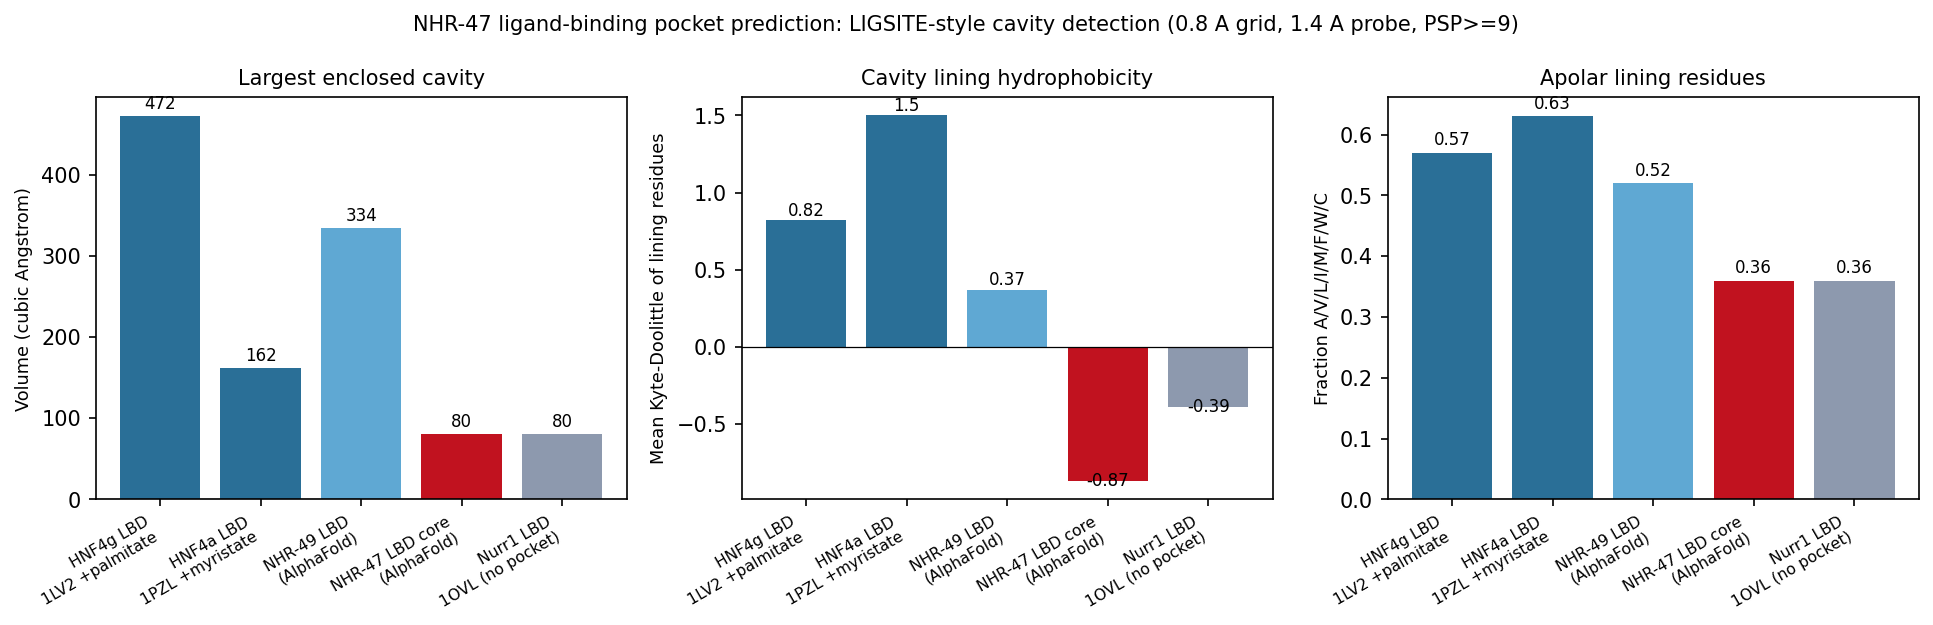 NHR-47 ligand-binding pocket prediction: LIGSITE-style cavity detection (0.8 A grid, 1.4 A probe, PSP>=9)
Largest enclosed cavity
Volume (cubic Angstrom)
400
300
200
100
0
472
162
334
80
80
HNF4g LBD
1LV2 +palmitate
HNF4a LBD
1PZL +myristate
NHR-49 LBD
(AlphaFold)
NHR-47 LBD core
(AlphaFold)
Nurr1 LBD
1OVL (no pocket)
Cavity lining hydrophobicity
Mean Kyte-Doolittle of lining residues
1.5
1.0
0.5
0.0
−0.5
0.82
1.5
0.37
-0.87
-0.39
HNF4g LBD
1LV2 +palmitate
HNF4a LBD
1PZL +myristate
NHR-49 LBD
(AlphaFold)
NHR-47 LBD core
(AlphaFold)
Nurr1 LBD
1OVL (no pocket)
Apolar lining residues
Fraction A/V/L/I/M/F/W/C
0.6
0.5
0.4
0.3
0.2
0.1
0.0
0.57
0.63
0.52
0.36
0.36
HNF4g LBD
1LV2 +palmitate
HNF4a LBD
1PZL +myristate
NHR-49 LBD
(AlphaFold)
NHR-47 LBD core
(AlphaFold)
Nurr1 LBD
1OVL (no pocket)